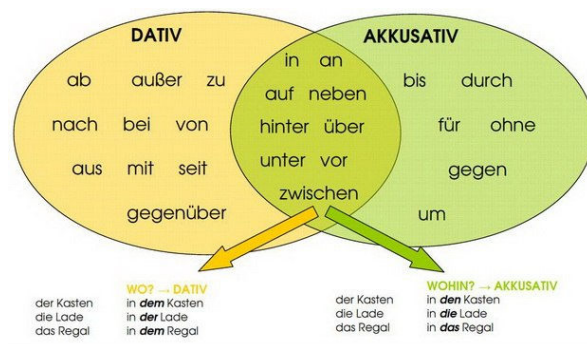 DATIV
ab außer zu
nach bei von
aus mit seit
gegenüber
in an
auf neben
hinter über
unter vor
zwischen
AKKUSATIV
bis durch
für ohne
gegen
um
WO? → DATIV
der Kasten in dem Kasten
die Lade in der Lade
das Regal in dem Regal
WOHIN? → AKKUSATIV
der Kasten in den Kasten
die Lade in die Lade
das Regal in das Regal